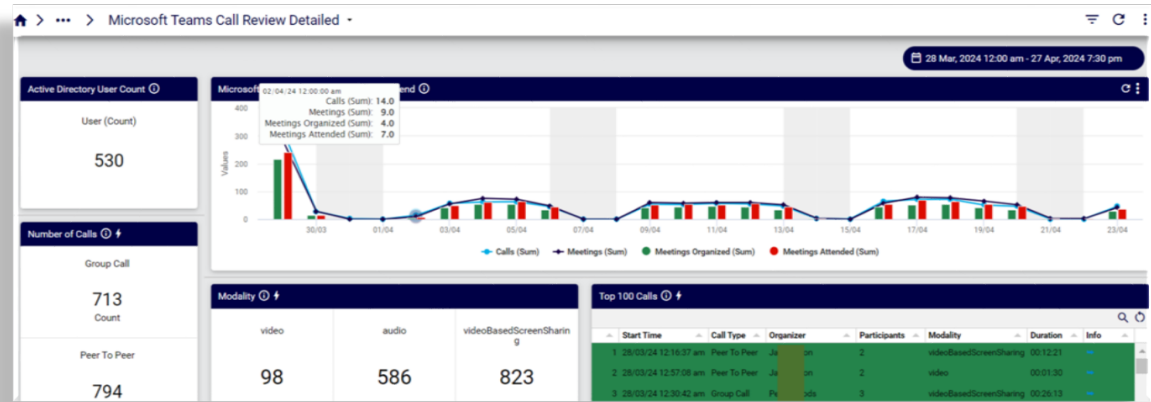 Microsoft Teams Call Review Detailed
28 Mar, 2024 12:00 am - 27 Apr, 2024 7:30 pm
Active Directory User Count
User (Count)
530
Number of Calls
Group Call
713
Count
Peer To Peer
794
Microsoft
02/04/24 12:00:00 am
Calls (Sum): 14.0
Meetings (Sum): 9.0
Meetings Organized (Sum): 4.0
Meetings Attended (Sum): 7.0
400
300
200
100
0
Values
30/03 01/04 03/04 05/04 07/04 09/04 11/04 13/04 15/04 17/04 19/04 21/04 23/04
Calls (Sum) Meetings (Sum) Meetings Organized (Sum) Meetings Attended (Sum)
Modality
video
98
audio
586
videoBasedScreenSharin
g
823
Top 100 Calls
Start Time Call Type Organizer Participants Modality Duration Info
1 28/03/24 12:16:37 am Peer To Peer Ja on 2 videoBasedScreenSharing 00:12:21
2 28/03/24 12:57:08 am Peer To Peer Ja on 2 video 00:01:30
3 28/03/24 12:30:42 am Group Call Pe ods 3 videoBasedScreenSharing 00:26:13